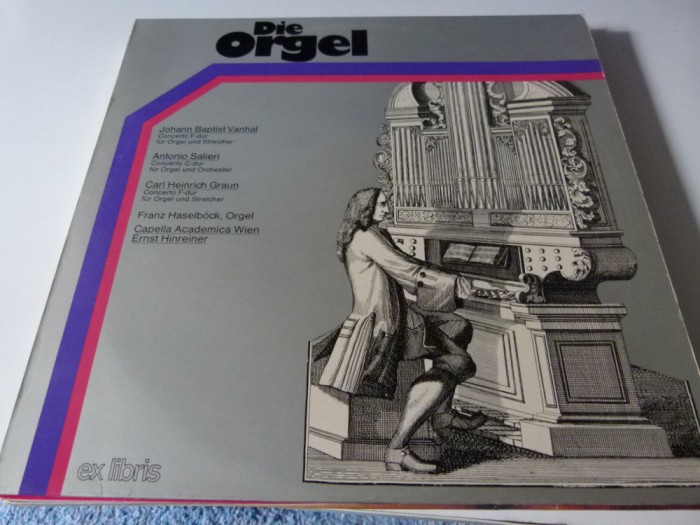 Die
Orgel
Johann Baptist Vanhal
Concerto F-dur
für Orgel und Streicher
Antonio Salieri
Concerto C-dur
für Orgel und Orchester
Carl Heinrich Graun
Concerto F-dur
für Orgel und Streicher
Franz Haselböck, Orgel
Capella Academica Wien
Ernst Hinreiner
ex libris